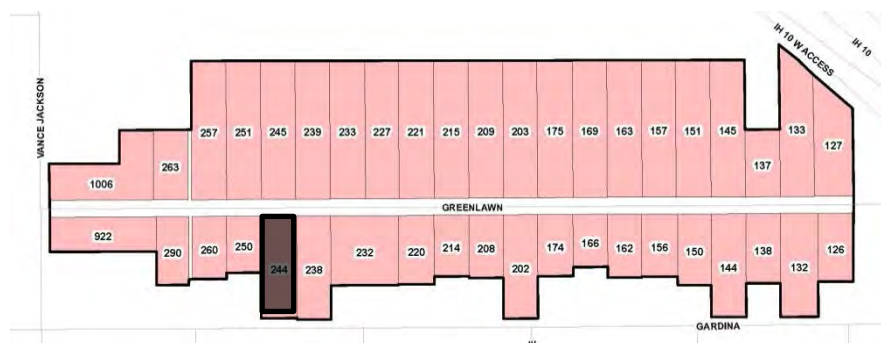 IH 10 W ACCESS
IH 10
VANCE JACKSON
257 251 245 239 233 227 221 215 209 203 175 169 163 157 151 145 133 127
263 137
1006
GREENLAWN
922 290 260 250 244 238 232 220 214 208 202 174 166 162 156 150 144 138 132 126
GARDINA